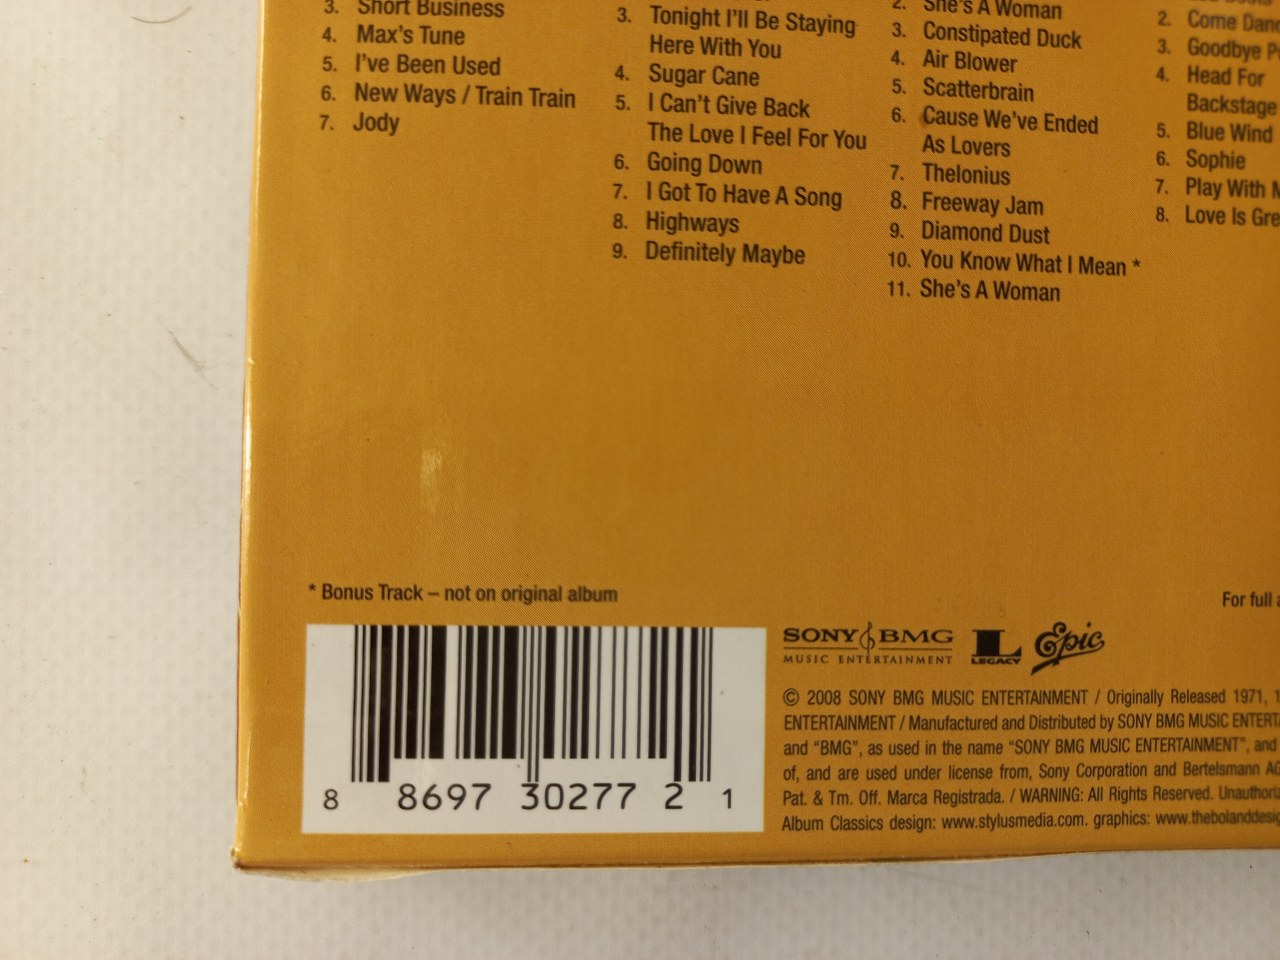 3. Short Business
4. Max's Tune
5. I've Been Used
6. New Ways / Train Train
7. Jody
3. Tonight I'll Be Staying
Here With You
4. Sugar Cane
5. I Can't Give Back
The Love I Feel For You
6. Going Down
7. I Got To Have A Song
8. Highways
9. Definitely Maybe
2. She's A Woman
3. Constipated Duck
4. Air Blower
5. Scatterbrain
6. Cause We've Ended
As Lovers
7. Thelonius
8. Freeway Jam
9. Diamond Dust
10. You Know What I Mean *
11. She's A Woman
2. Come
3. Goodbye
4. Head For
Backstage
5. Blue Wind
6. Sophie
7. Play With
8. Love Is
* Bonus Track – not on original album
For full
8 8697 30277 2 1
SONY BMG
MUSIC ENTERTAINMENT
L
LEGACY
Epic
© 2008 SONY BMG MUSIC ENTERTAINMENT / Originally Released 1971,
ENTERTAINMENT / Manufactured and Distributed by SONY BMG MUSIC
and “BMG”, as used in the name “SONY BMG MUSIC ENTERTAINMENT”, and
of, and are used under license from, Sony Corporation and Bertelsmann AG
Pat. & Tm. Off. Marca Registrada. / WARNING: All Rights Reserved.
Album Classics design: www.stylusmedia.com. graphics: